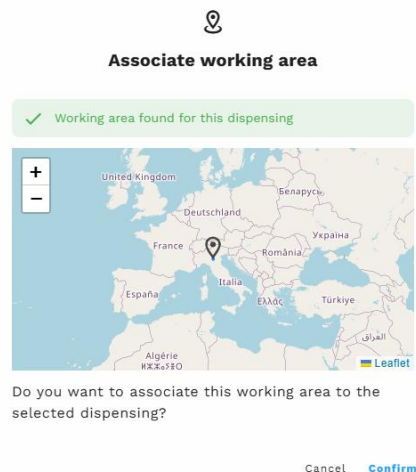 Associate working area
Working area found for this dispensing
+
−
United Kingdom
Беларусь
Deutschland
Україна
France
România
Italia
España
Ελλάς
Türkiye
العراق
Algérie
Leaflet
Do you want to associate this working area to the
selected dispensing?
Cancel Confirm